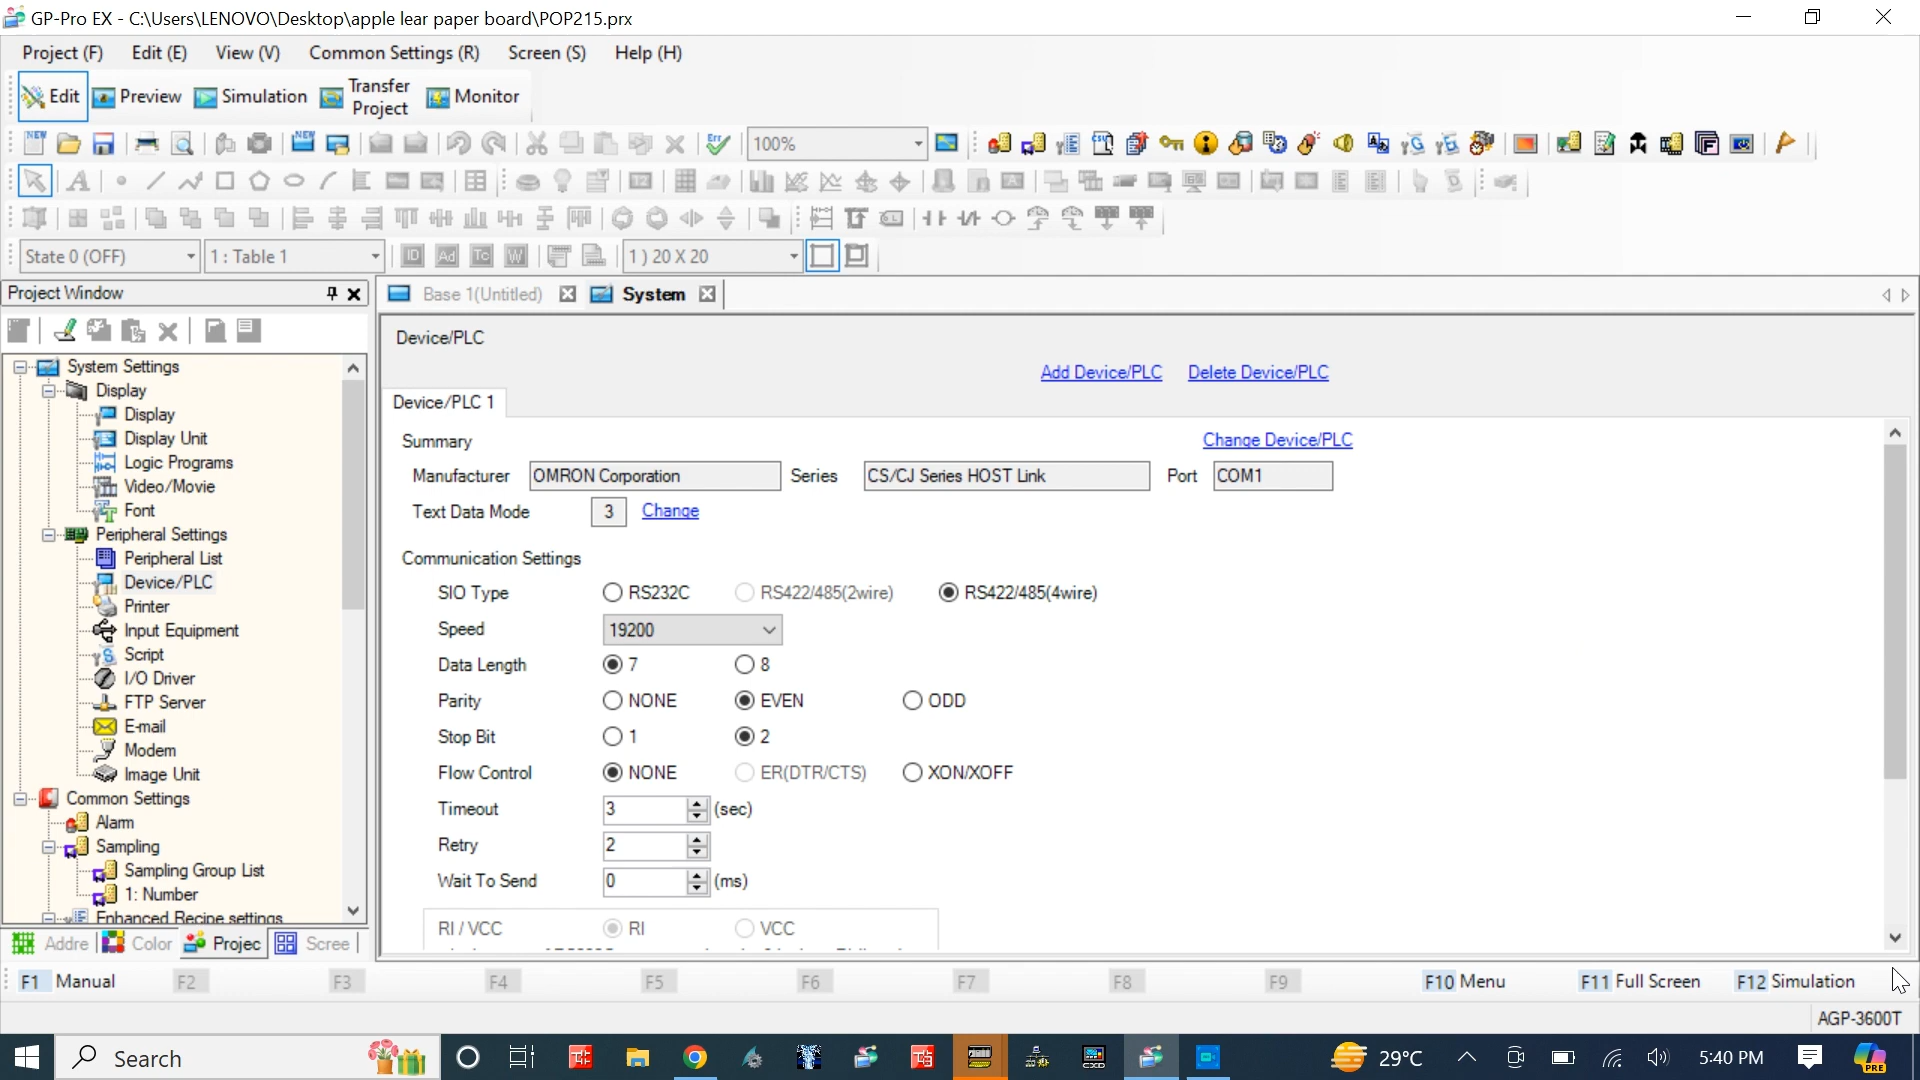 GP-Pro EX - C:\Users\LENOVO\Desktop\apple lear paper board\POP215.prx
Project (F) Edit (E) View (V) Common Settings (R) Screen (S) Help (H)
Edit Preview Simulation Transfer Project Monitor
100%
State 0 (OFF) 1 : Table 1 1 ) 20 X 20
Project Window
Base 1(Untitled) System
System Settings
Display
Display
Display Unit
Logic Programs
Video/Movie
Font
Peripheral Settings
Peripheral List
Device/PLC
Printer
Input Equipment
Script
I/O Driver
FTP Server
E-mail
Modem
Image Unit
Common Settings
Alarm
Sampling
Sampling Group List
1: Number
Enhanced Recipe settings
Addre Color Projec Scree
Device/PLC
Add Device/PLC Delete Device/PLC
Device/PLC 1
Summary Change Device/PLC
Manufacturer OMRON Corporation Series CS/CJ Series HOST Link Port COM1
Text Data Mode 3 Change
Communication Settings
SIO Type RS232C RS422/485(2wire) RS422/485(4wire)
Speed 19200
Data Length 7 8
Parity NONE EVEN ODD
Stop Bit 1 2
Flow Control NONE ER(DTR/CTS) XON/XOFF
Timeout 3 (sec)
Retry 2
Wait To Send 0 (ms)
RI / VCC RI VCC
F1 Manual F2 F3 F4 F5 F6 F7 F8 F9 F10 Menu F11 Full Screen F12 Simulation
AGP-3600T
Search 29°C 5:40 PM